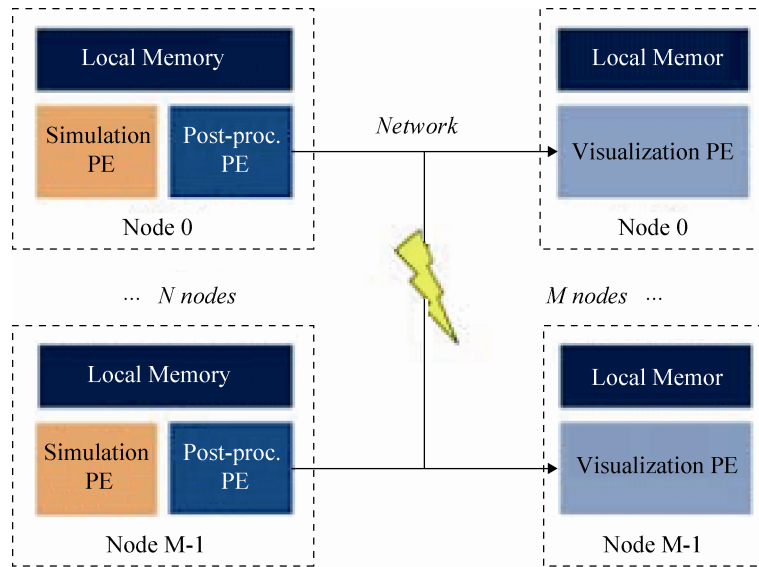 Local Memory
Simulation
PE
Post-proc.
PE
Node 0
Network
Local Memor
Visualization PE
Node 0
... N nodes
M nodes ...
Local Memory
Simulation
PE
Post-proc.
PE
Node M-1
Local Memor
Visualization PE
Node M-1